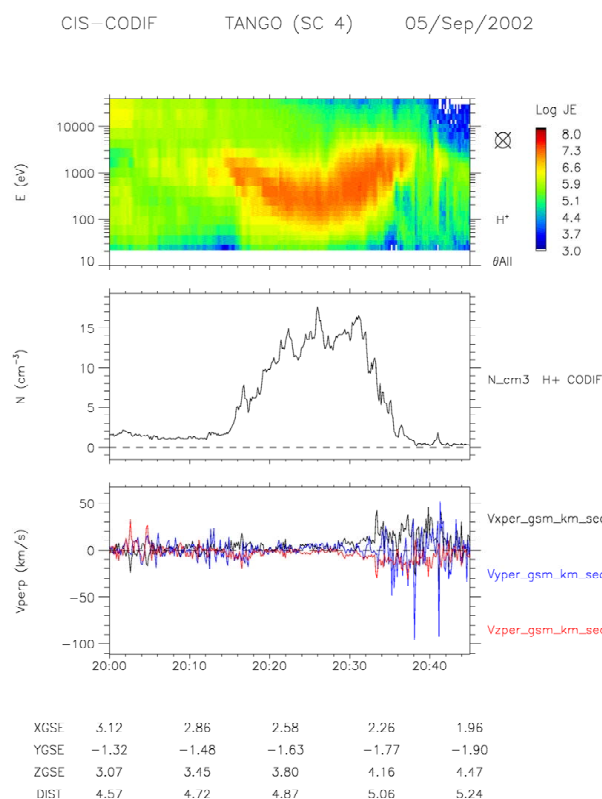 CIS-CODIF TANGO (SC 4) 05/Sep/2002
Log JE
10000
1000
100
10
E (eV)
8.0
7.3
6.6
5.9
5.1
4.4
3.7
3.0
H+
θAll
15
10
5
0
N (cm⁻³)
N_cm3 H+ CODIF
50
0
-50
-100
Vperp (km/s)
Vxper_gsm_km_sec
Vyper_gsm_km_sec
Vzper_gsm_km_sec
20:00 20:10 20:20 20:30 20:40
XGSE 3.12 2.86 2.58 2.26 1.96
YGSE -1.32 -1.48 -1.63 -1.77 -1.90
ZGSE 3.07 3.45 3.80 4.16 4.47
DIST 4.57 4.72 4.87 5.06 5.24